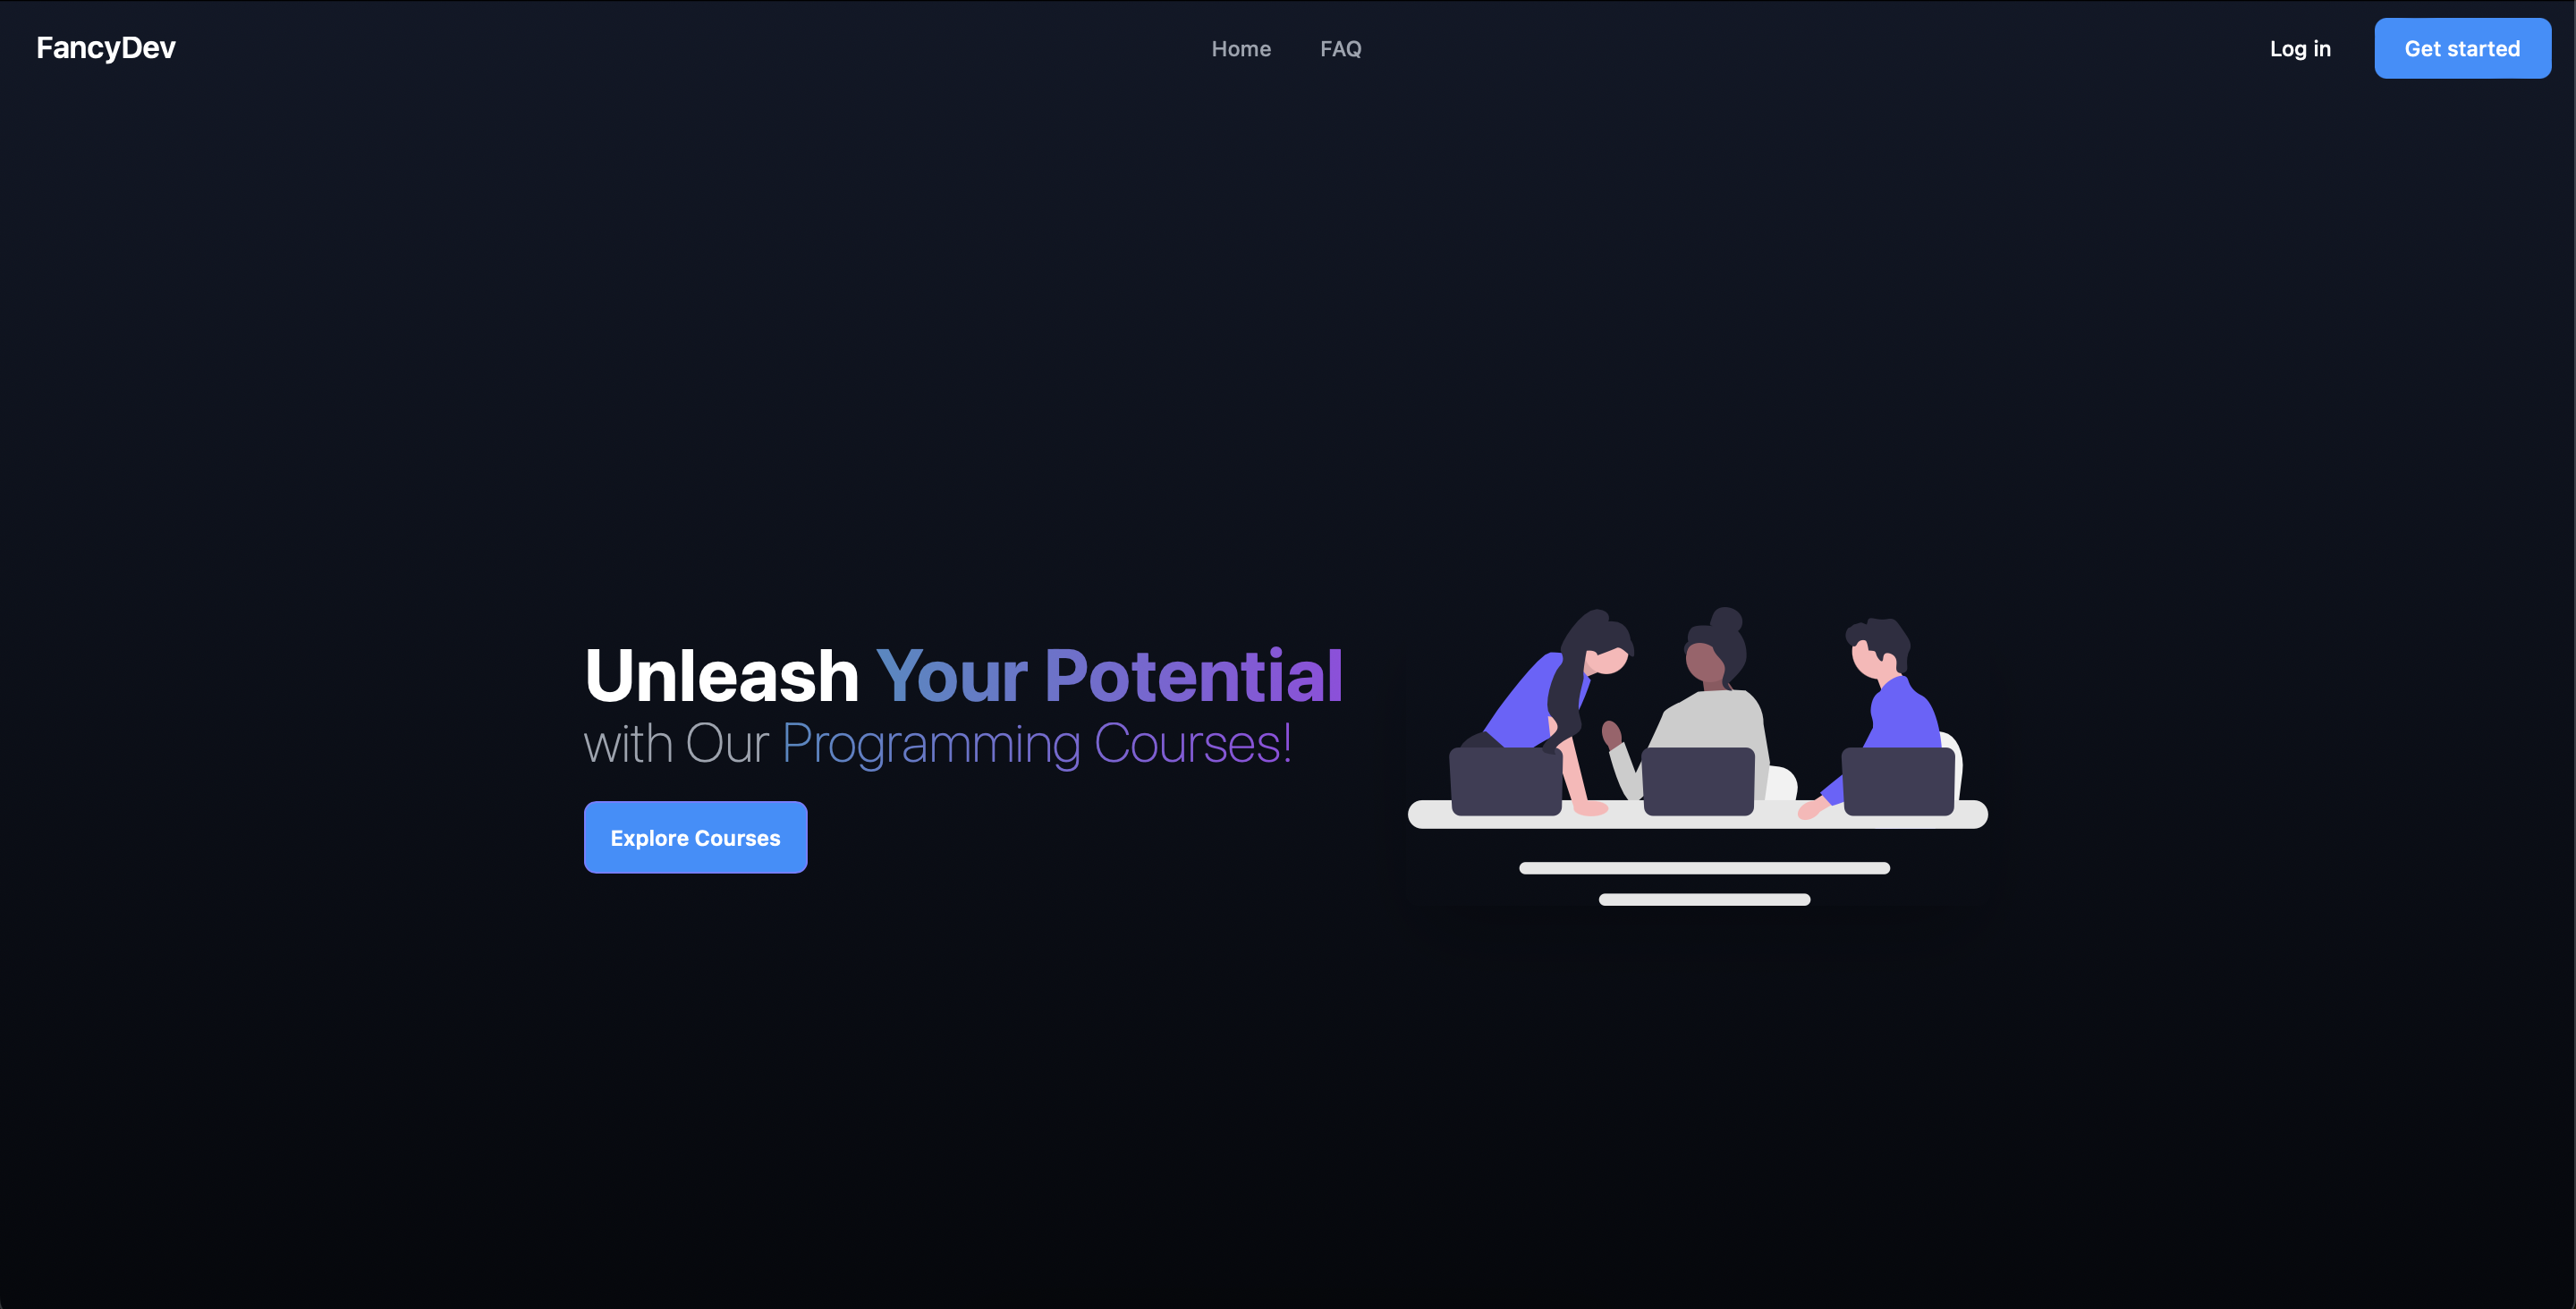 FancyDev
Home
FAQ
Log in
Get started
Unleash Your Potential
with Our Programming Courses!
Explore Courses